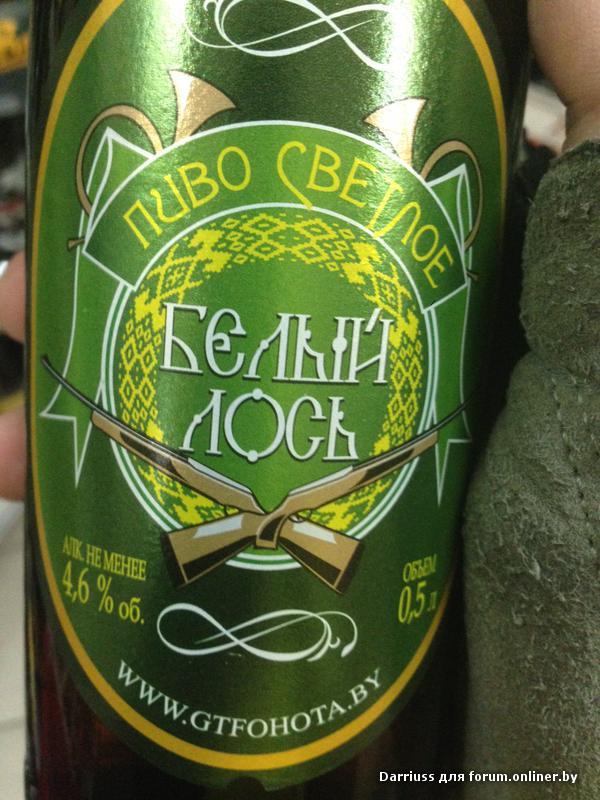 ПИВО СВЕТЛОЕ
БЕЛЫЙ
ЛОСЬ
АЛК. НЕ МЕНЕЕ
4,6 % об.
ОБЪЕМ
0,5 л
WWW.GTFOHOTA.BY
Darriuss для forum.onliner.by